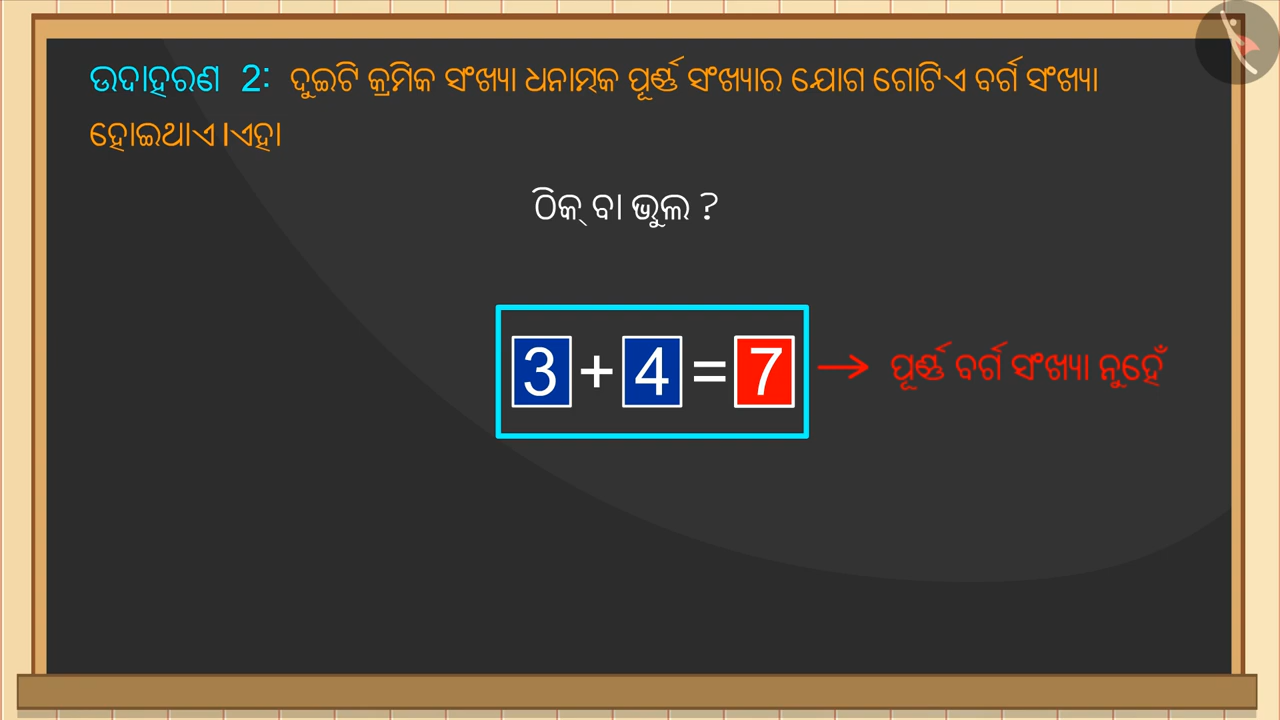 ଉଦାହରଣ 2: ଦୁଇଟି କ୍ରମିକ ସଂଖ୍ୟା ଧନାତ୍ମକ ପୂର୍ଣ୍ଣ ସଂଖ୍ୟାର ଯୋଗ ଗୋଟିଏ ବର୍ଗ ସଂଖ୍ୟା
ହୋଇଥାଏ ।ଏହା
ଠିକ୍ ବା ଭୁଲ ?
3 + 4 = 7 → ପୂର୍ଣ୍ଣ ବର୍ଗ ସଂଖ୍ୟା ନୁହେଁ